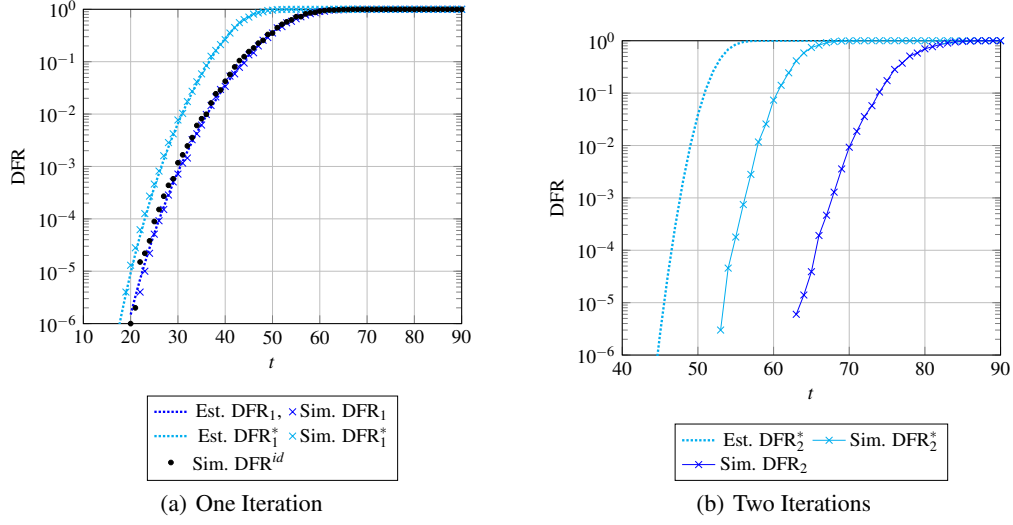 10^0
10^−1
10^−2
10^−3
10^−4
10^−5
10^−6
DFR
10 20 30 40 50 60 70 80 90
t
Est. DFR_1, Sim. DFR_1
Est. DFR_1^* Sim. DFR_1^*
Sim. DFR^{id}
(a) One Iteration
10^0
10^−1
10^−2
10^−3
10^−4
10^−5
10^−6
DFR
40 50 60 70 80 90
t
Est. DFR_2^* Sim. DFR_2^*
Sim. DFR_2
(b) Two Iterations